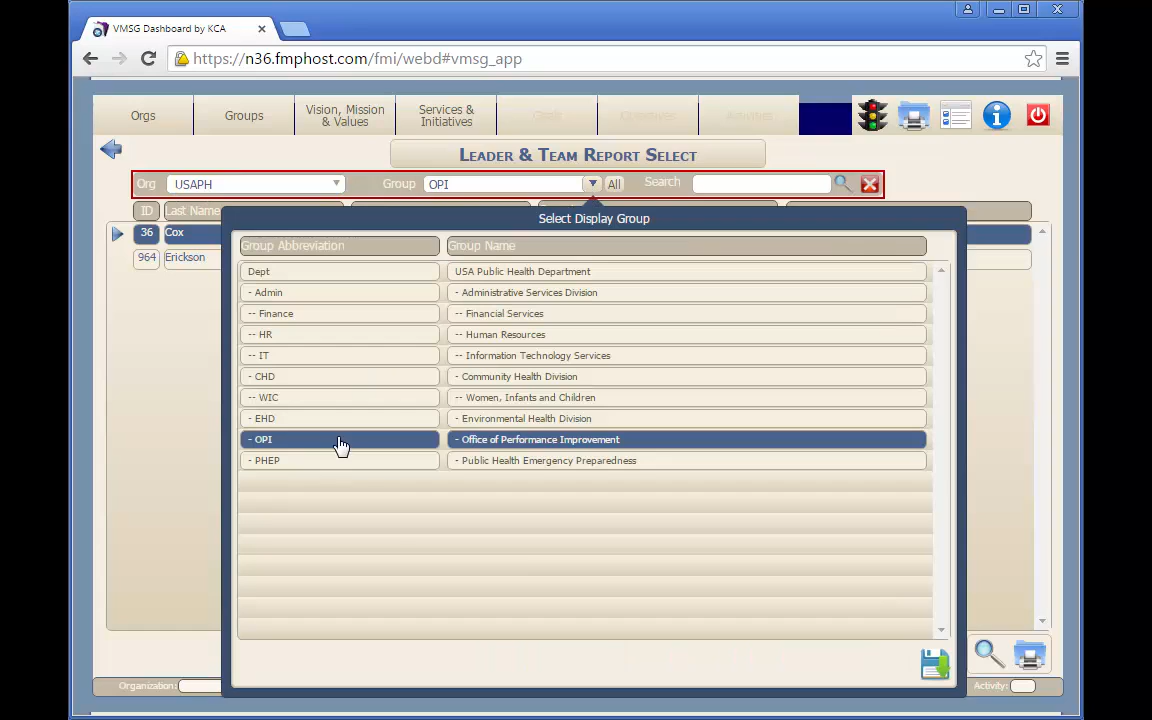 VMSG Dashboard by KCA
https://n36.fmphost.com/fmi/webd#vmsg_app
Orgs
Groups
Vision, Mission
& Values
Services &
Initiatives
Leader & Team Report Select
Org
USAPH
Group
OPI
All
Search
ID
Last Name
36
Cox
964
Erickson
Select Display Group
Group Abbreviation
Group Name
Dept
USA Public Health Department
- Admin
- Administrative Services Division
-- Finance
-- Financial Services
-- HR
-- Human Resources
-- IT
-- Information Technology Services
- CHD
- Community Health Division
-- WIC
-- Women, Infants and Children
- EHD
- Environmental Health Division
- OPI
- Office of Performance Improvement
- PHEP
- Public Health Emergency Preparedness
Organization:
Activity: